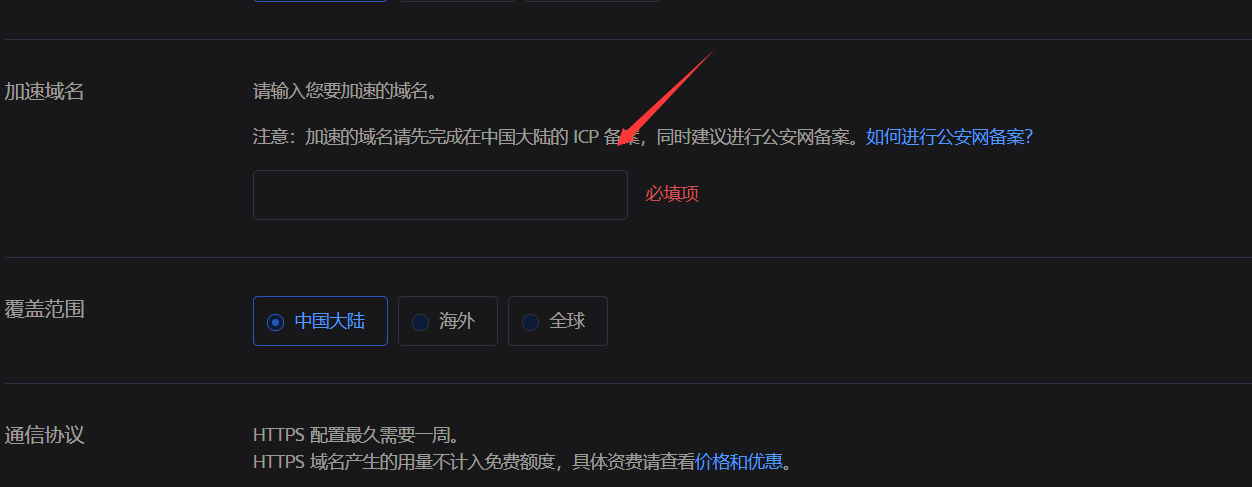 加速域名
请输入您要加速的域名。
注意：加速的域名请先完成在中国大陆的 ICP 备案，同时建议进行公安网备案。如何进行公安网备案?
必填项
覆盖范围
中国大陆 海外 全球
通信协议
HTTPS 配置最久需要一周。
HTTPS 域名产生的用量不计入免费额度，具体资费请查看价格和优惠。